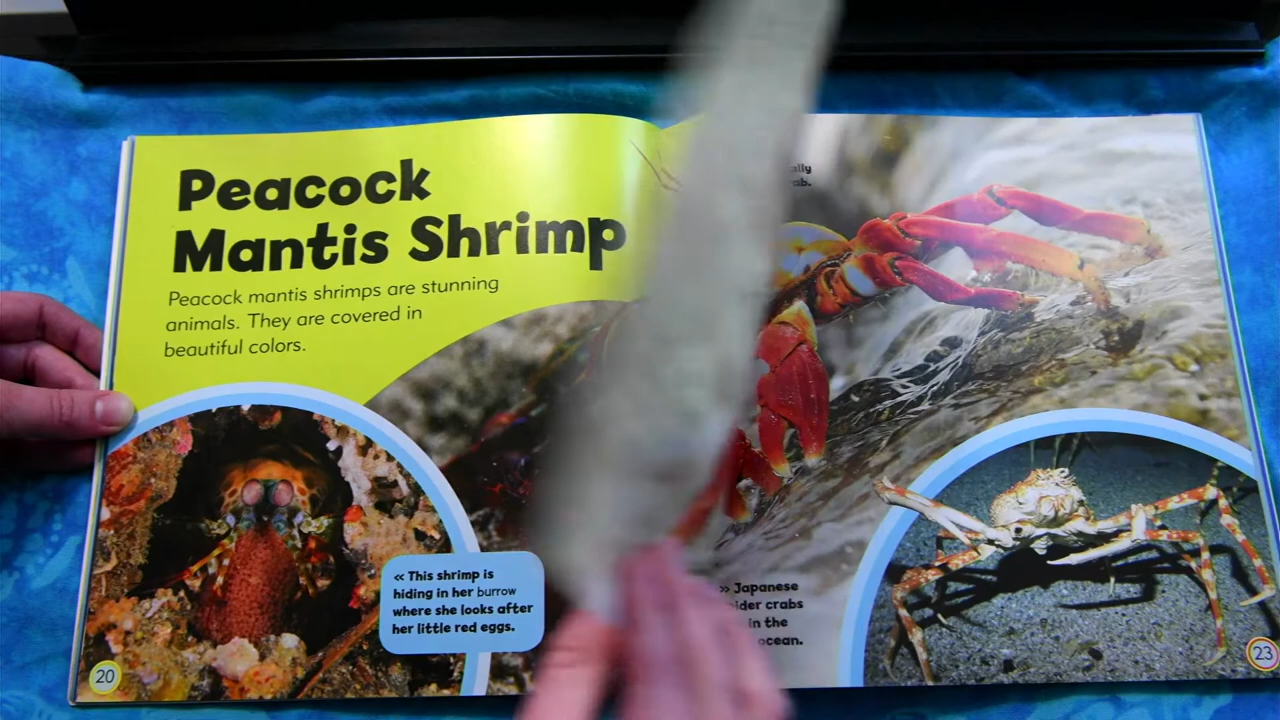 Peacock
Mantis Shrimp
Peacock mantis shrimps are stunning
animals. They are covered in
beautiful colors.
« This shrimp is
hiding in her burrow
where she looks after
her little red eggs.
20
» Japanese
crabs
in the
ocean.
23